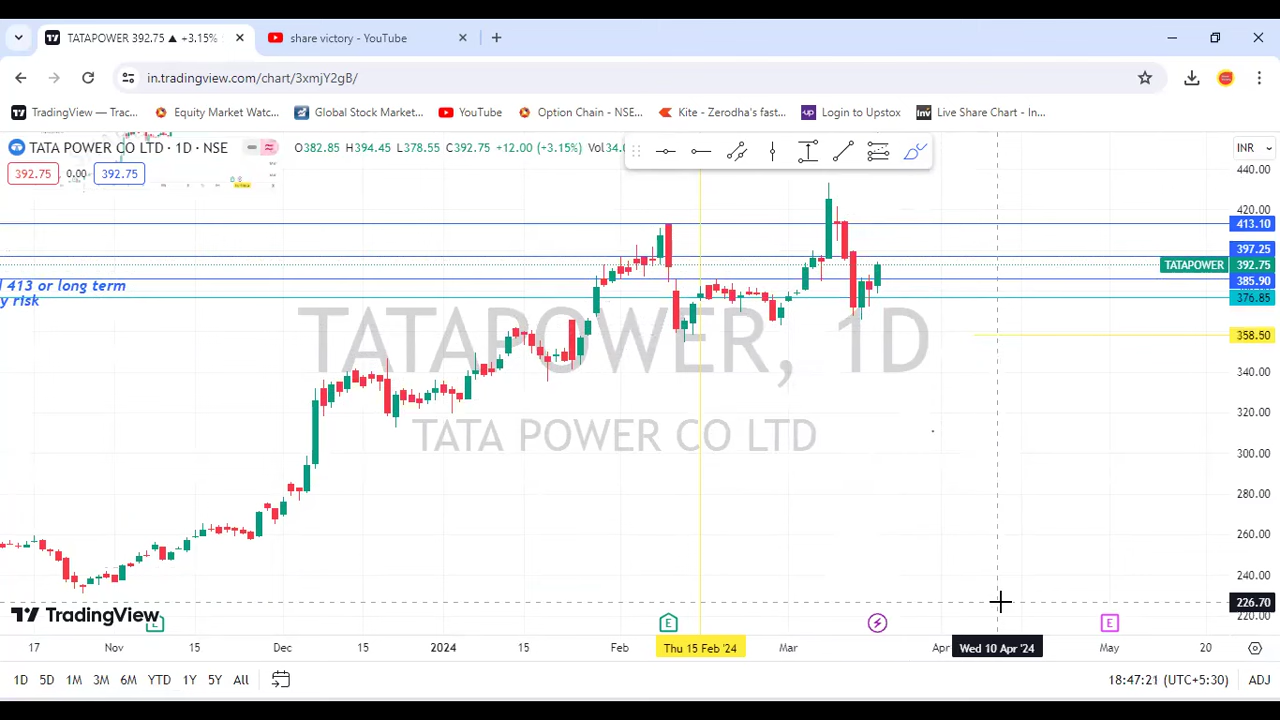 TATAPOWER 392.75 ▲ +3.15%
share victory - YouTube
in.tradingview.com/chart/3xmjY2gB/
TradingView — Trac...
Equity Market Watc...
Global Stock Market...
YouTube
Option Chain - NSE...
Kite - Zerodha's fast...
Login to Upstox
Live Share Chart - In...
TATA POWER CO LTD · 1D · NSE
O382.85 H394.45 L378.55 C392.75 +12.00 (+3.15%)
INR
392.75 0.00 392.75
440.00
420.00
413.10
397.25
TATAPOWER 392.75
l 413 or long term
385.90
y risk
376.85
358.50
TATAPOWER, 1D
340.00
320.00
TATA POWER CO LTD
300.00
280.00
260.00
240.00
226.70
TradingView
E
E
E
17 Nov 15 Dec 2024 15 Feb Thu 15 Feb '24 Mar Apr Wed 10 Apr '24 May 20
1D 5D 1M 3M 6M YTD 1Y 5Y All
18:47:21 (UTC+5:30) ADJ